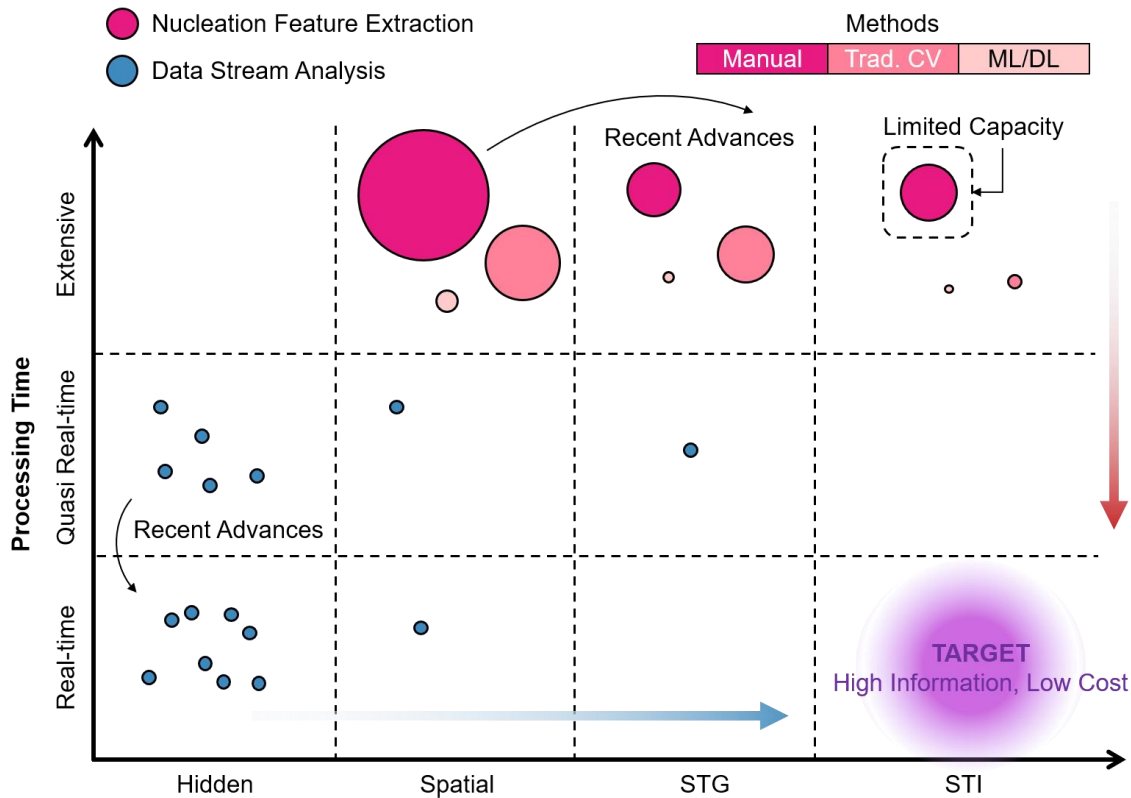 Nucleation Feature Extraction
Data Stream Analysis
Methods
Manual
Trad. CV
ML/DL
Recent Advances
Limited Capacity
Processing Time
Extensive
Quasi Real-time
Real-time
Recent Advances
TARGET
High Information, Low Cost
Hidden
Spatial
STG
STI